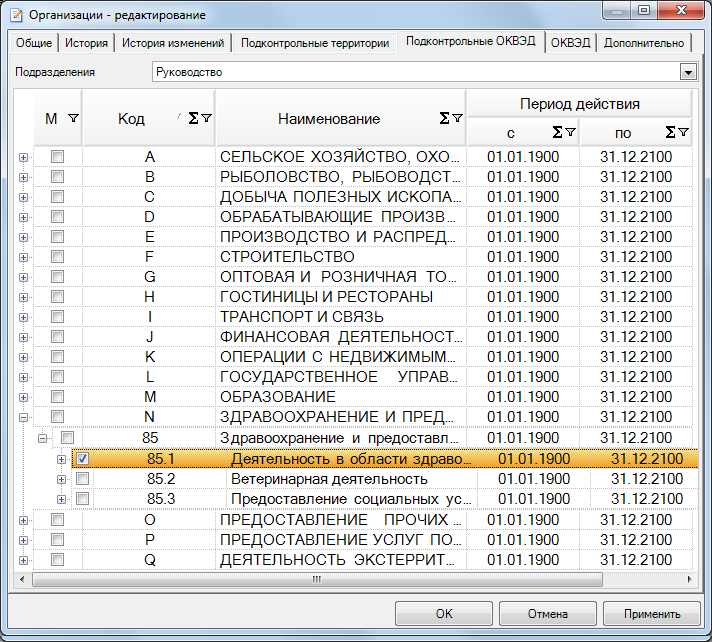 Организации - редактирование
Общие История История изменений Подконтрольные территории Подконтрольные ОКВЭД ОКВЭД Дополнительно
Подразделения Руководство
М Код Σ Наименование Σ Период действия
с Σ по Σ
A СЕЛЬСКОЕ ХОЗЯЙСТВО, ОХО... 01.01.1900 31.12.2100
B РЫБОЛОВСТВО, РЫБОВОДСТ... 01.01.1900 31.12.2100
C ДОБЫЧА ПОЛЕЗНЫХ ИСКОПА... 01.01.1900 31.12.2100
D ОБРАБАТЫВАЮЩИЕ ПРОИЗВ... 01.01.1900 31.12.2100
E ПРОИЗВОДСТВО И РАСПРЕД... 01.01.1900 31.12.2100
F СТРОИТЕЛЬСТВО 01.01.1900 31.12.2100
G ОПТОВАЯ И РОЗНИЧНАЯ ТО... 01.01.1900 31.12.2100
H ГОСТИНИЦЫ И РЕСТОРАНЫ 01.01.1900 31.12.2100
I ТРАНСПОРТ И СВЯЗЬ 01.01.1900 31.12.2100
J ФИНАНСОВАЯ ДЕЯТЕЛЬНОСТ... 01.01.1900 31.12.2100
K ОПЕРАЦИИ С НЕДВИЖИМЫМ... 01.01.1900 31.12.2100
L ГОСУДАРСТВЕННОЕ УПРАВ... 01.01.1900 31.12.2100
M ОБРАЗОВАНИЕ 01.01.1900 31.12.2100
N ЗДРАВООХРАНЕНИЕ И ПРЕД... 01.01.1900 31.12.2100
85 Здравоохранение и предоставл... 01.01.1900 31.12.2100
85.1 Деятельность в области здраво... 01.01.1900 31.12.2100
85.2 Ветеринарная деятельность 01.01.1900 31.12.2100
85.3 Предоставление социальных ус... 01.01.1900 31.12.2100
O ПРЕДОСТАВЛЕНИЕ ПРОЧИХ ... 01.01.1900 31.12.2100
P ПРЕДОСТАВЛЕНИЕ УСЛУГ ПО... 01.01.1900 31.12.2100
Q ДЕЯТЕЛЬНОСТЬ ЭКСТЕРРИТ... 01.01.1900 31.12.2100
OK Отмена Применить